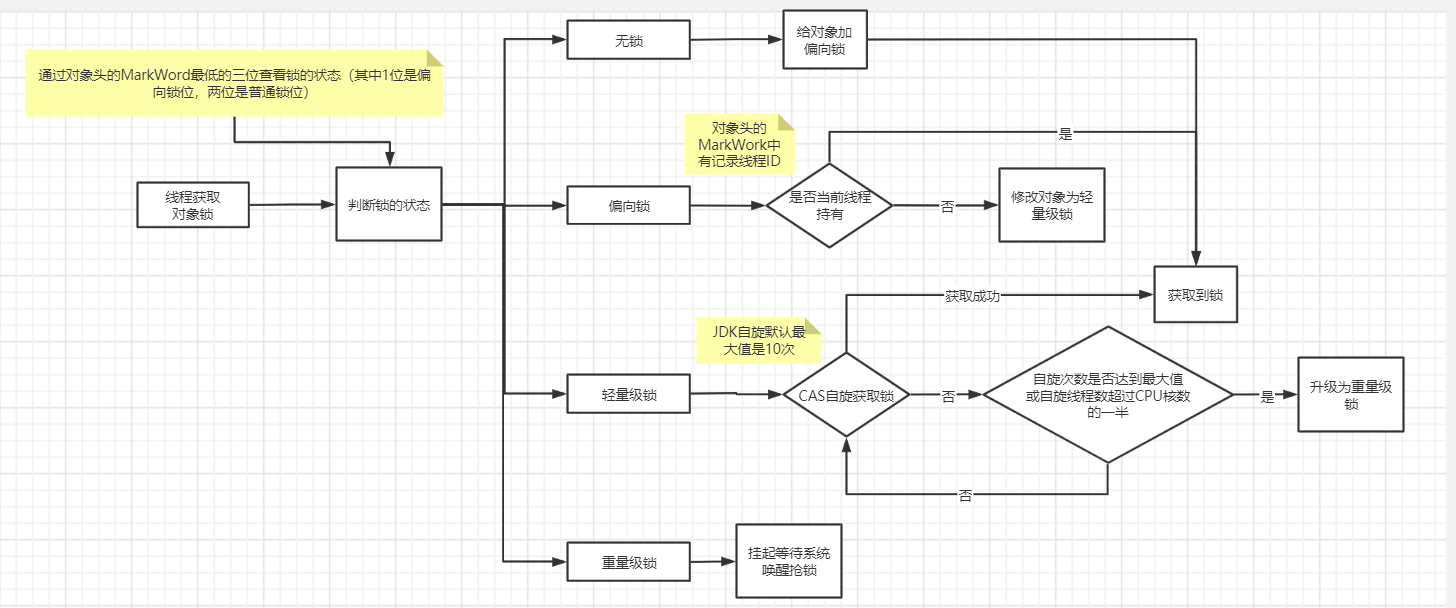 无锁
给对象加
偏向锁
通过对象头的MarkWord最低的三位查看锁的状态（其中1位是偏
向锁位，两位是普通锁位）
对象头的
MarkWork中
有记录线程ID
是
线程获取
对象锁
判断锁的状态
偏向锁
是否当前线程
持有
否
修改对象为轻
量级锁
获取成功
获取到锁
JDK自旋默认最
大值是10次
轻量级锁
CAS自旋获取锁
否
自旋次数是否达到最大值
或自旋线程数超过CPU核数
的一半
是
升级为重量级
锁
否
重量级锁
挂起等待系统
唤醒抢锁